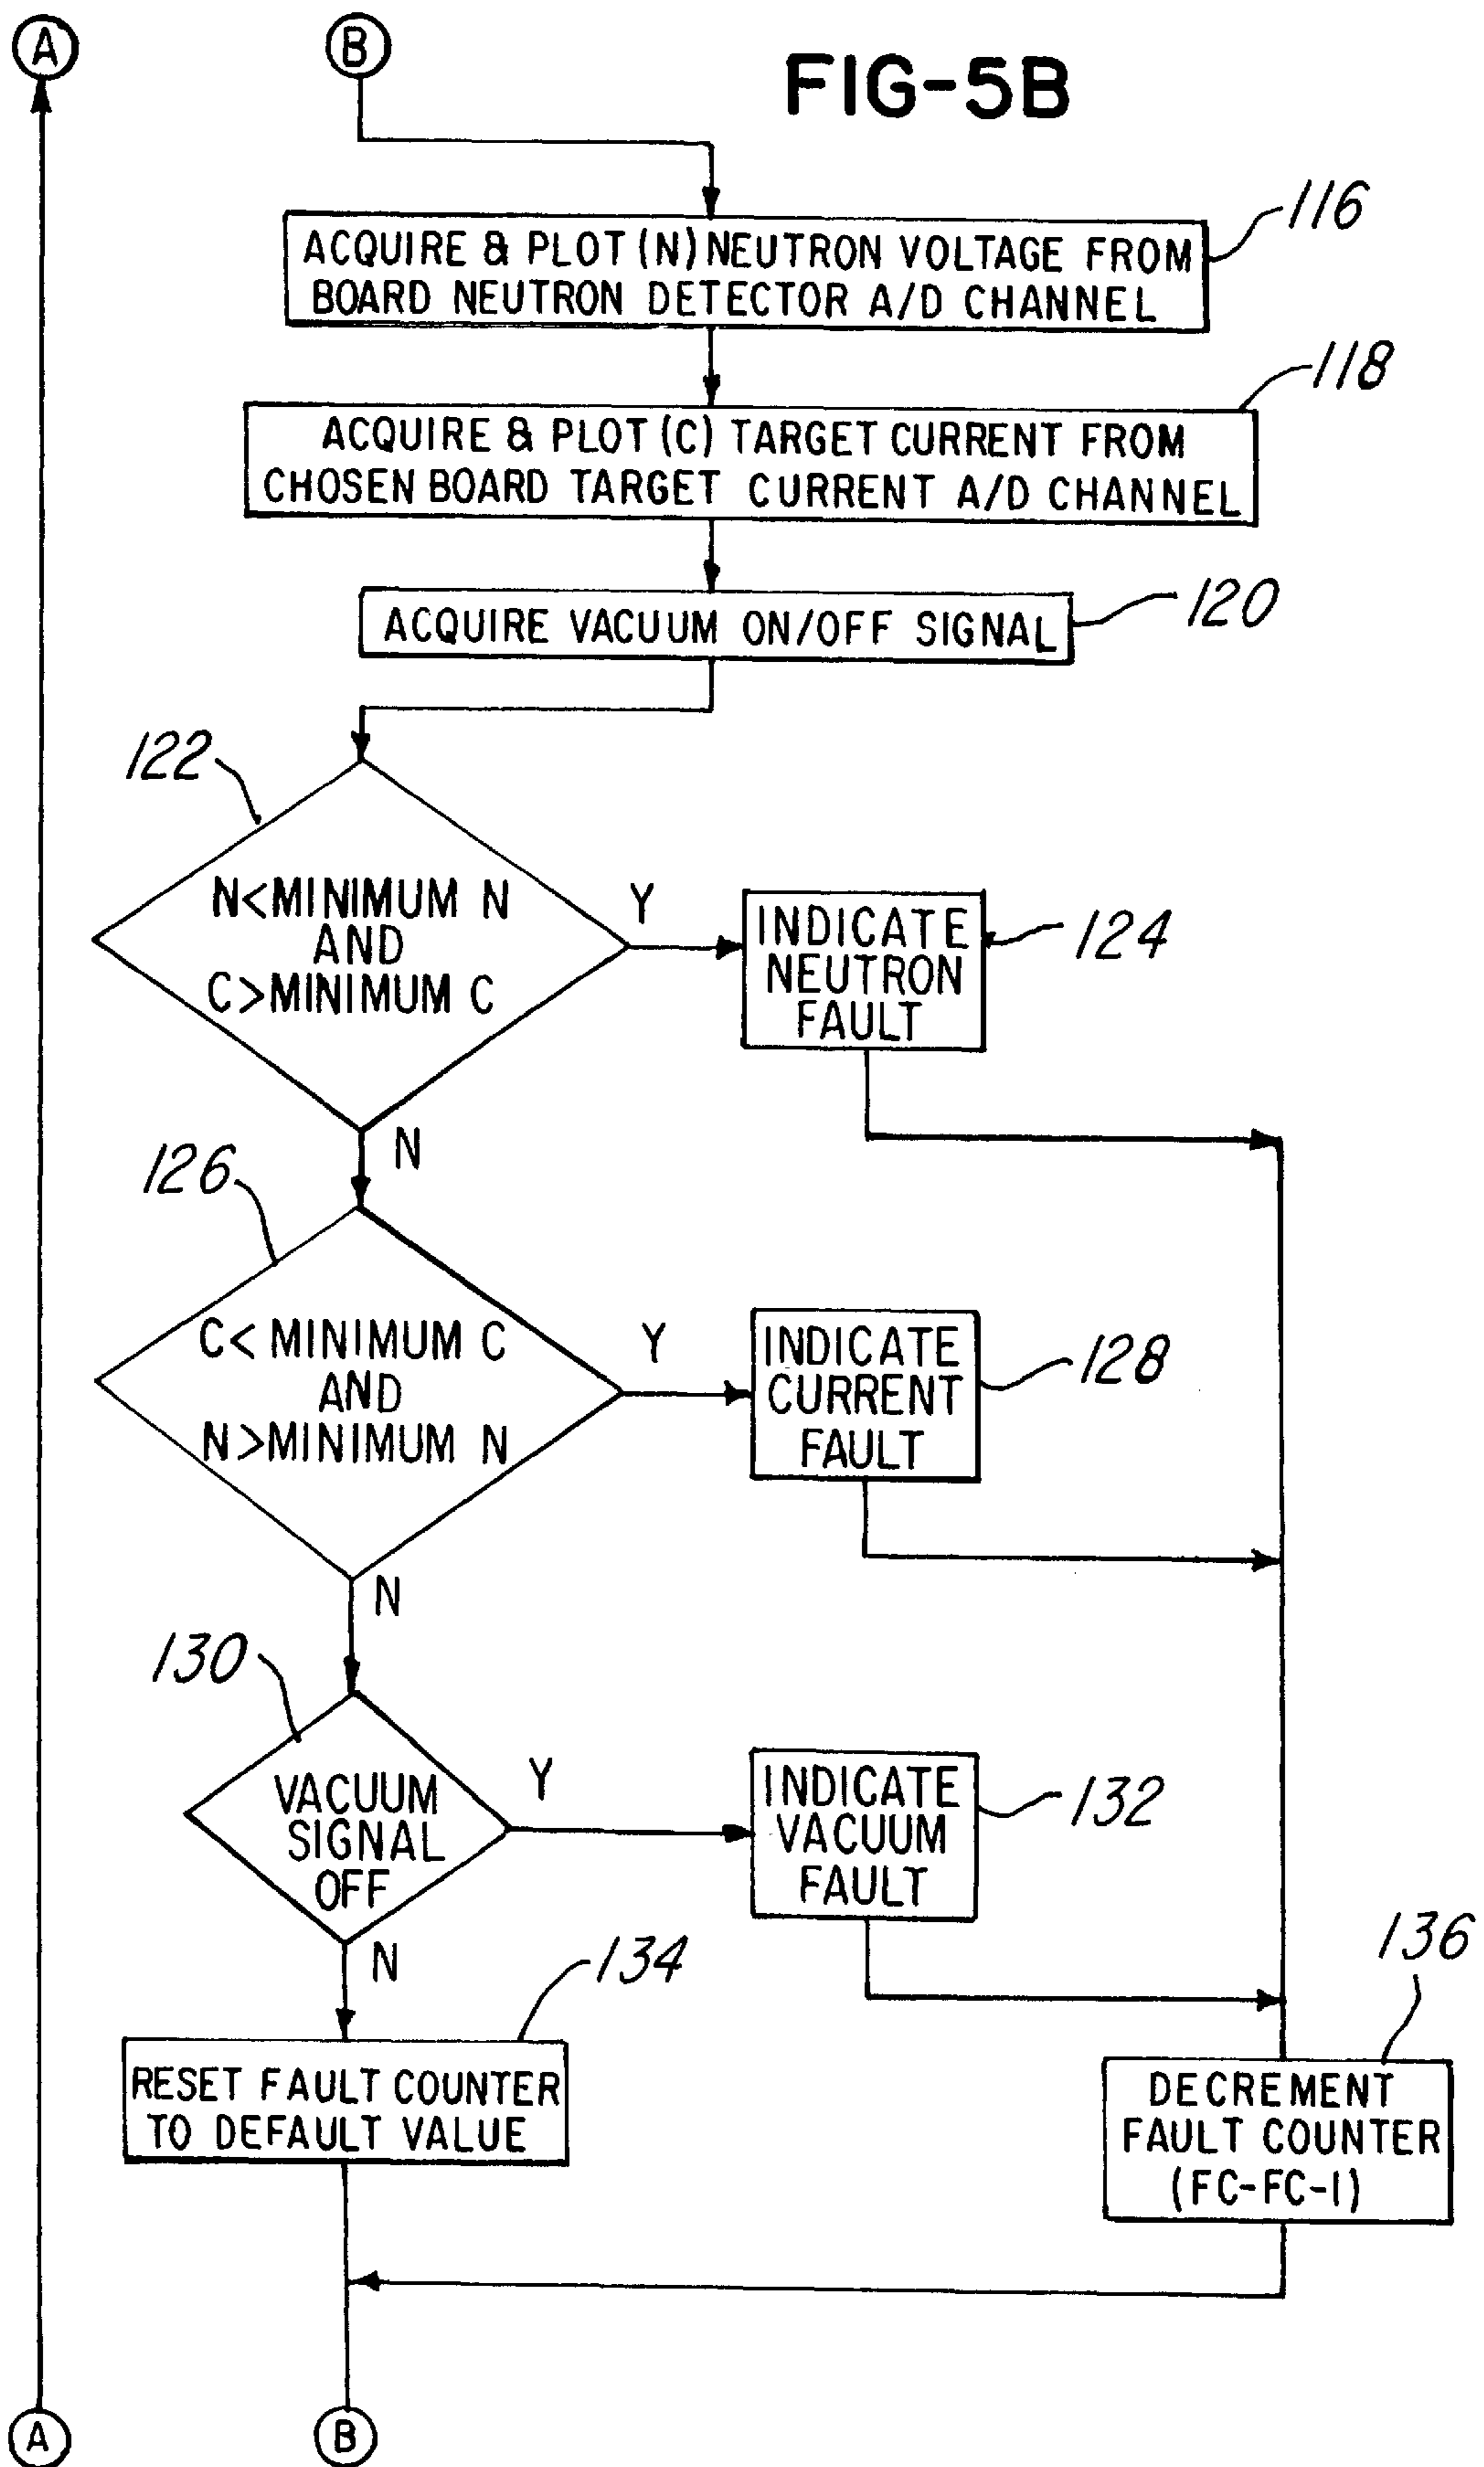 A
B
FIG-5B
116
ACQUIRE & PLOT (N) NEUTRON VOLTAGE FROM
BOARD NEUTRON DETECTOR A/D CHANNEL
118
ACQUIRE & PLOT (C) TARGET CURRENT FROM
CHOSEN BOARD TARGET CURRENT A/D CHANNEL
120
ACQUIRE VACUUM ON/OFF SIGNAL
122
N<MINIMUM N
AND
C>MINIMUM C
Y
INDICATE
NEUTRON
FAULT
124
N
126
C< MINIMUM C
AND
N>MINIMUM N
Y
INDICATE
CURRENT
FAULT
128
N
130
VACUUM
SIGNAL
OFF
Y
INDICATE
VACUUM
FAULT
132
N
134
RESET FAULT COUNTER
TO DEFAULT VALUE
136
DECREMENT
FAULT COUNTER
(FC-FC-1)
A
B